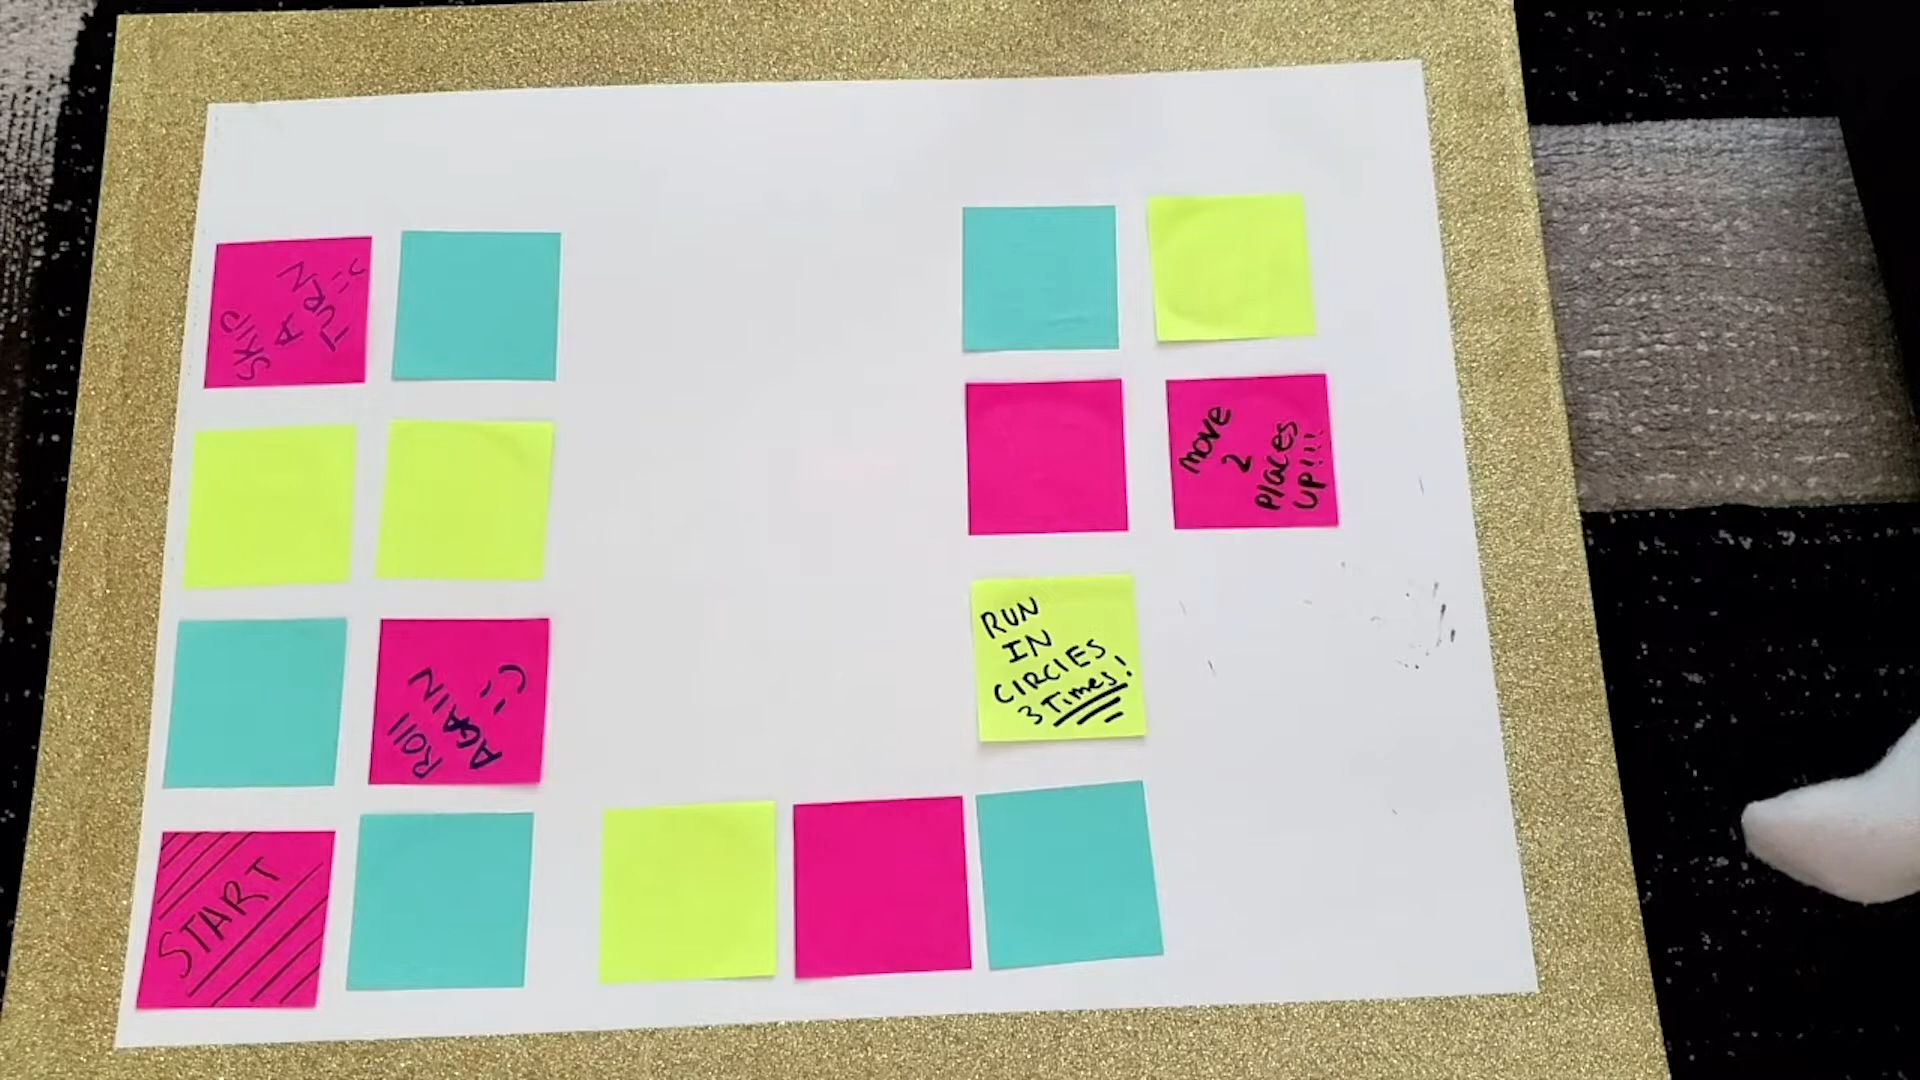 SKIP
A
TURN
:(
move
2
Places
UP!!!
RUN
IN
CIRClES
3 Times!
Roll
AGAIN
:)
START